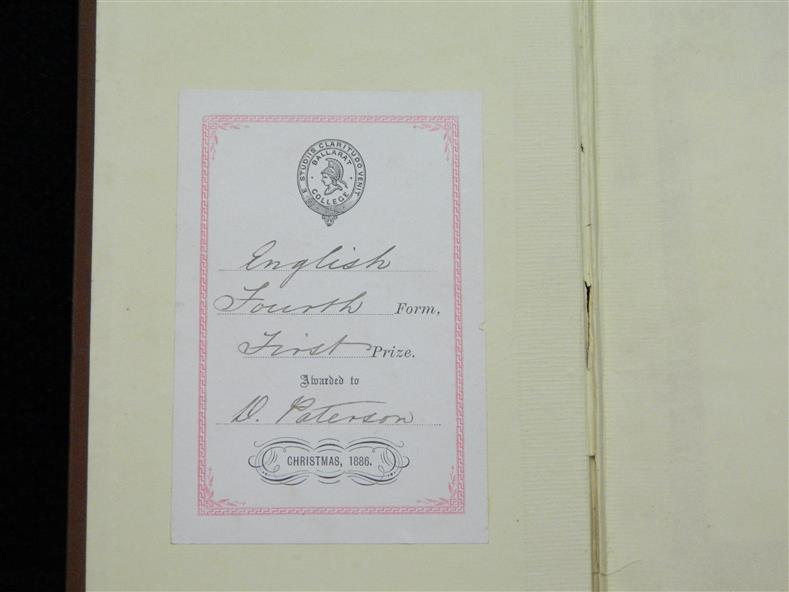 E STUDIIS CLARITUDO VENIT
BALLARAT
COLLEGE
English
Fourth Form,
First Prize.
Awarded to
D. Paterson
CHRISTMAS, 1886.